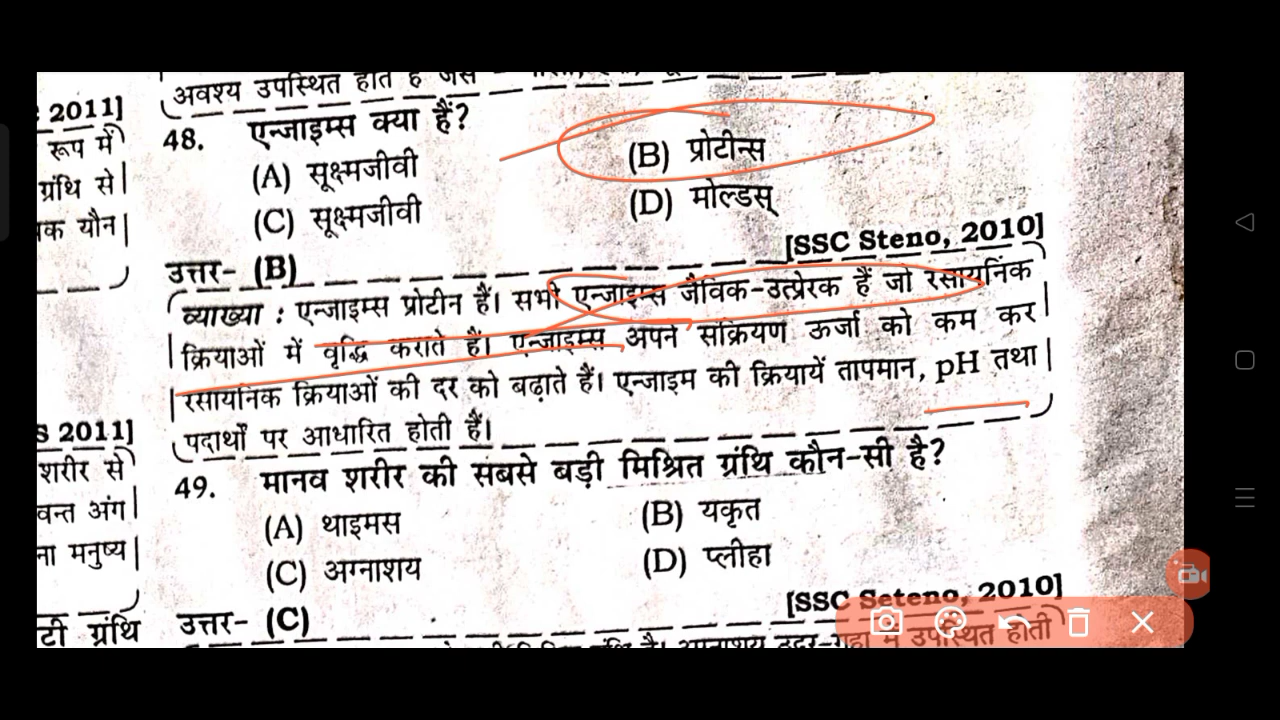 अवश्य उपस्थित होते हैं जैसे
2011]
48. एन्जाइम्स क्या हैं?
रूप में
(A) सूक्ष्मजीवी (B) प्रोटीन्स
ग्रंथि से
(C) सूक्ष्मजीवी (D) मोल्डस्
यौन
[SSC Steno, 2010]
उत्तर- (B)
व्याख्या : एन्जाइम्स प्रोटीन हैं। सभी एन्जाइम्स जैविक-उत्प्रेरक हैं जो रसायनिक
क्रियाओं में वृद्धि कराते हैं। एन्जाइम्स अपने सक्रियण ऊर्जा को कम कर
रसायनिक क्रियाओं की दर को बढ़ाते हैं। एन्जाइम की क्रियायें तापमान, pH तथा
पदार्थों पर आधारित होती हैं।
S 2011]
शरीर से
49. मानव शरीर की सबसे बड़ी मिश्रित ग्रंथि कौन-सी है?
अंग
(A) थाइमस (B) यकृत
मनुष्य
(C) अग्नाशय (D) प्लीहा
[SSC Seteno, 2010]
ग्रंथि
उत्तर- (C)
उपस्थित होती